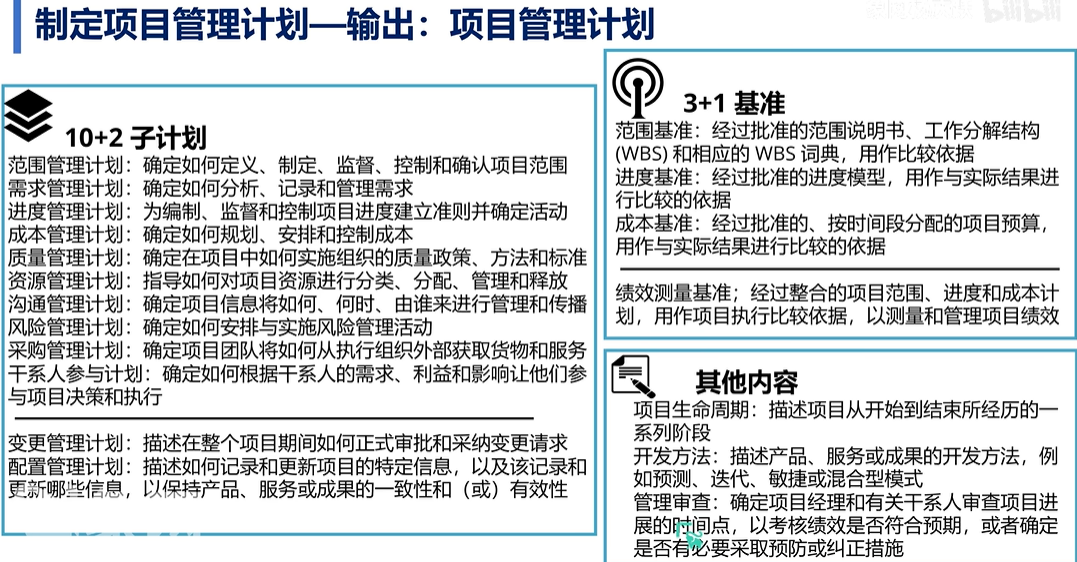 制定项目管理计划—输出：项目管理计划
bilibili
10+2 子计划
范围管理计划：确定如何定义、制定、监督、控制和确认项目范围
需求管理计划：确定如何分析、记录和管理需求
进度管理计划：为编制、监督和控制项目进度建立准则并确定活动
成本管理计划：确定如何规划、安排和控制成本
质量管理计划：确定在项目中如何实施组织的质量政策、方法和标准
资源管理计划：指导如何对项目资源进行分类、分配、管理和释放
沟通管理计划：确定项目信息将如何、何时、由谁来进行管理和传播
风险管理计划：确定如何安排与实施风险管理活动
采购管理计划：确定项目团队将如何从执行组织外部获取货物和服务
干系人参与计划：确定如何根据干系人的需求、利益和影响让他们参
与项目决策和执行
变更管理计划：描述在整个项目期间如何正式审批和采纳变更请求
配置管理计划：描述如何记录和更新项目的特定信息，以及该记录和
更新哪些信息，以保持产品、服务或成果的一致性和（或）有效性
3+1 基准
范围基准：经过批准的范围说明书、工作分解结构
(WBS) 和相应的 WBS 词典，用作比较依据
进度基准：经过批准的进度模型，用作与实际结果进
行比较的依据
成本基准：经过批准的、按时间段分配的项目预算，
用作与实际结果进行比较的依据
绩效测量基准；经过整合的项目范围、进度和成本计
划，用作项目执行比较依据，以测量和管理项目绩效
其他内容
项目生命周期：描述项目从开始到结束所经历的一
系列阶段
开发方法：描述产品、服务或成果的开发方法，例
如预测、迭代、敏捷或混合型模式
管理审查：确定项目经理和有关干系人审查项目进
展的时间点，以考核绩效是否符合预期，或者确定
是否有必要采取预防或纠正措施